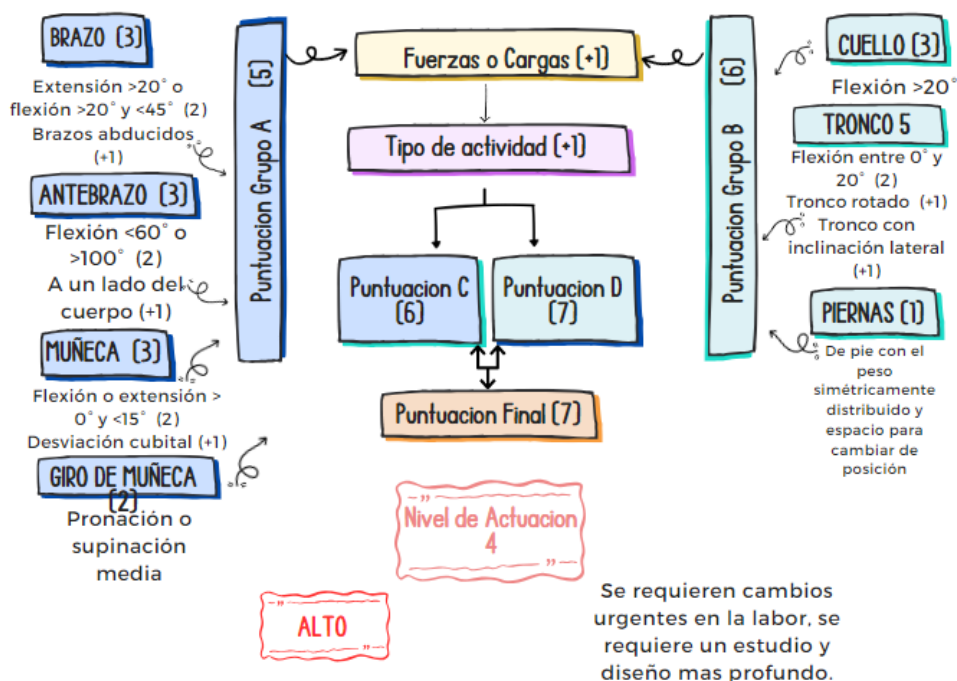 BRAZO (3)
Extensión >20° o
flexión >20° y <45° (2)
Brazos abducidos
(+1)
ANTEBRAZO (3)
Flexión <60° o
>100° (2)
A un lado del
cuerpo (+1)
MUÑECA (3)
Flexión o extensión >
0° y <15° (2)
Desviación cubital (+1)
GIRO DE MUÑECA
(2)
Pronación o
supinación
media
Puntuacion Grupo A (5)
Fuerzas o Cargas (+1)
Tipo de actividad (+1)
Puntuacion C
(6)
Puntuacion D
(7)
Puntuacion Final (7)
Nivel de Actuacion
4
ALTO
Puntuacion Grupo B (6)
CUELLO (3)
Flexión >20°
TRONCO 5
Flexión entre 0° y
20° (2)
Tronco rotado (+1)
Tronco con
inclinación lateral
(+1)
PIERNAS (1)
De pie con el
peso
simétricamente
distribuido y
espacio para
cambiar de
posición
Se requieren cambios
urgentes en la labor, se
requiere un estudio y
diseño mas profundo.